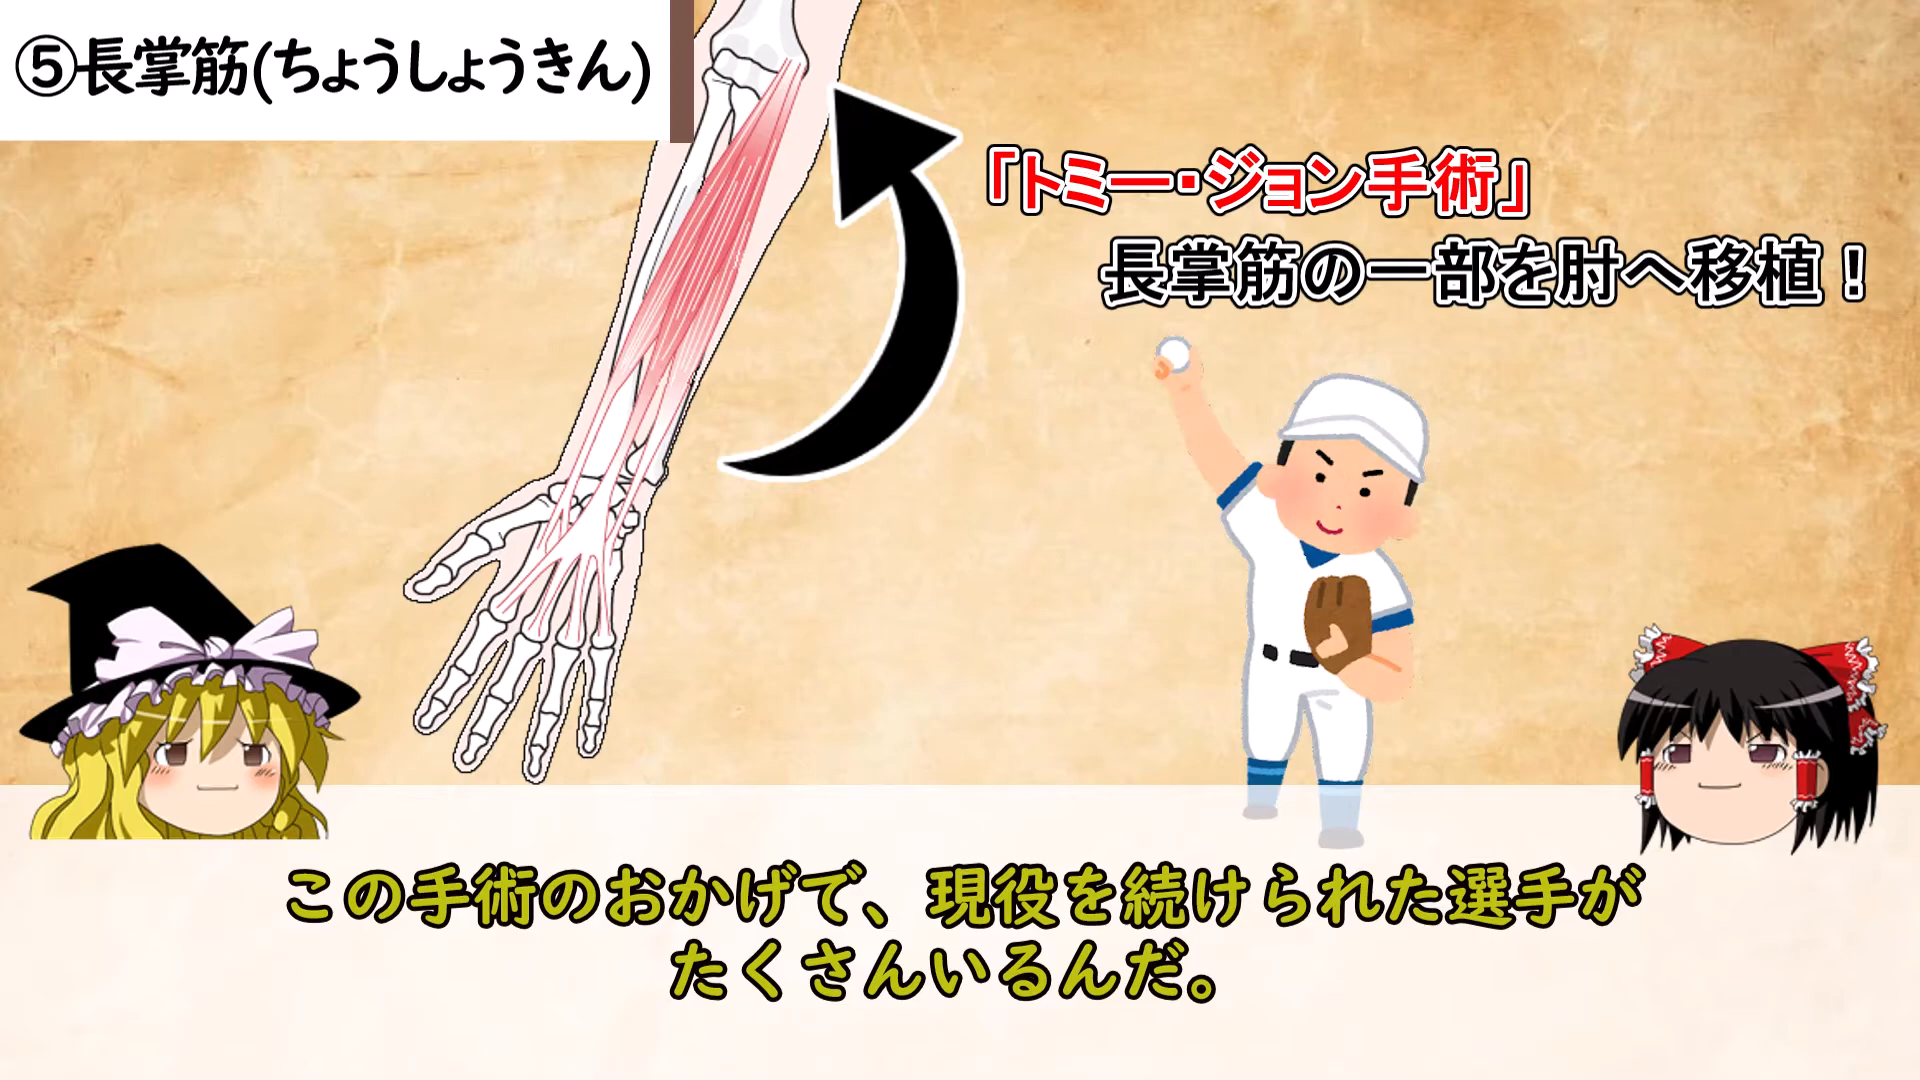 ⑤長掌筋(ちょうしょうきん)
「トミー・ジョン手術」
長掌筋の一部を肘へ移植！
この手術のおかげで、現役を続けられた選手が
たくさんいるんだ。